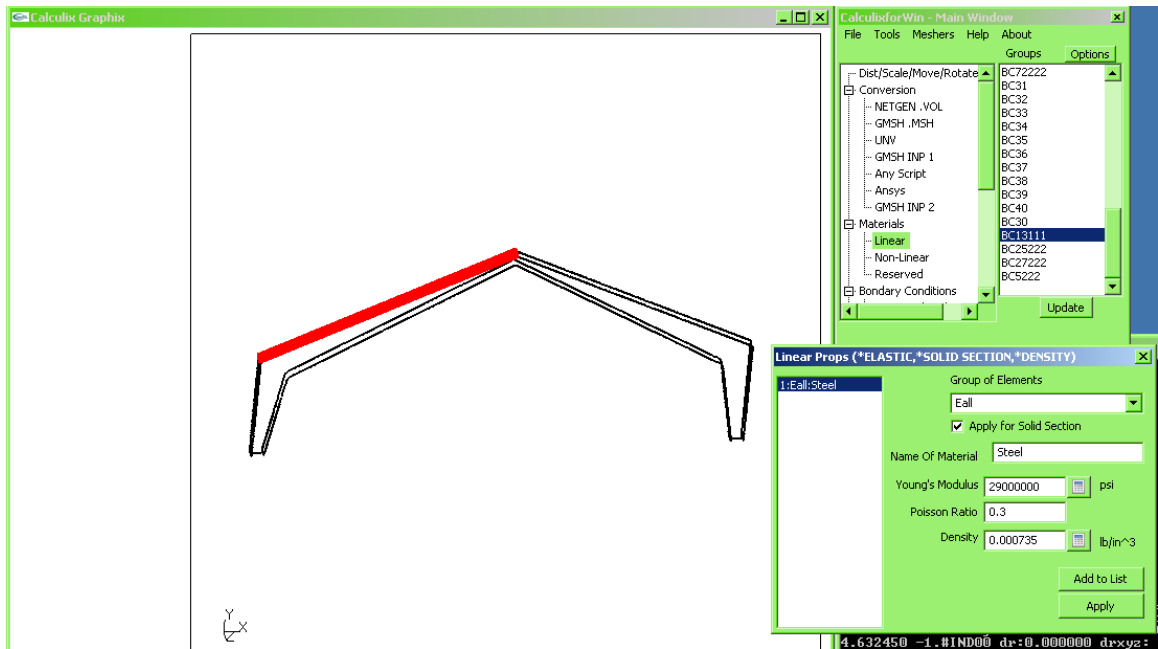 Calculix Graphix
Y
X
Z
CalculixforWin - Main Window
File Tools Meshers Help About
Groups Options
Dist/Scale/Move/Rotate
Conversion
NETGEN .VOL
GMSH .MSH
UNV
GMSH INP 1
Any Script
Ansys
GMSH INP 2
Materials
Linear
Non-Linear
Reserved
Bondary Conditions
BC72222
BC31
BC32
BC33
BC34
BC35
BC36
BC37
BC38
BC39
BC40
BC30
BC13111
BC25222
BC27222
BC5222
Update
Linear Props (*ELASTIC,*SOLID SECTION,*DENSITY)
1:Eall:Steel
Group of Elements
Eall
Apply for Solid Section
Name Of Material Steel
Young's Modulus 29000000 psi
Poisson Ratio 0.3
Density 0.000735 lb/in^3
Add to List
Apply
4.632450 -1.#IND00 dr:0.000000 drxyz: